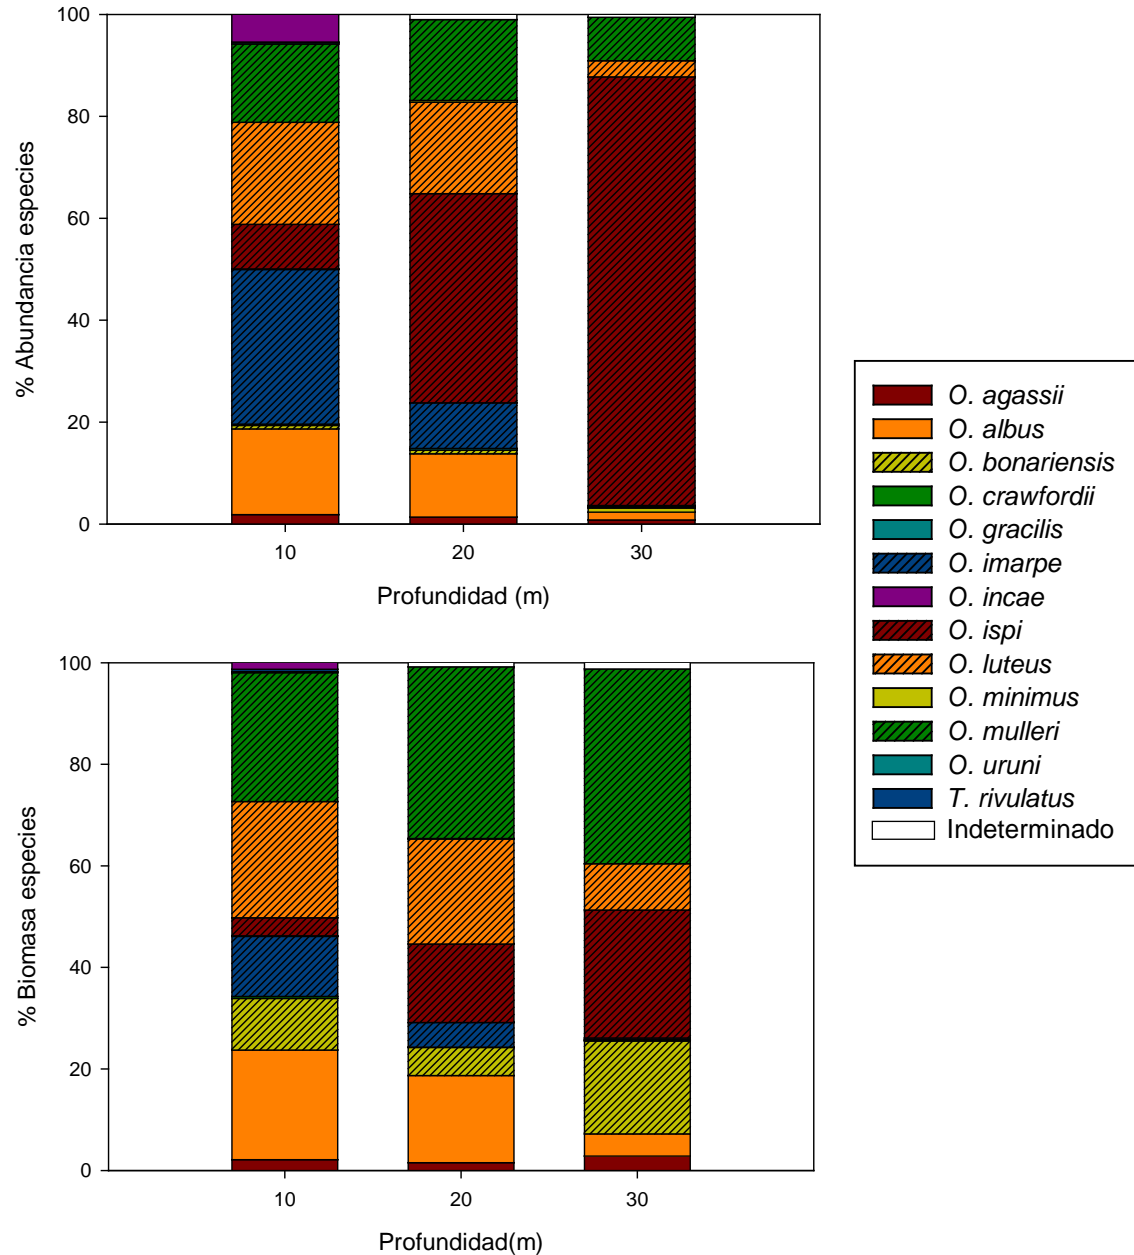 100
80
60
40
20
0
% Abundancia especies
10 20 30
Profundidad (m)
100
80
60
40
20
0
% Biomasa especies
10 20 30
Profundidad(m)
O. agassii
O. albus
O. bonariensis
O. crawfordii
O. gracilis
O. imarpe
O. incae
O. ispi
O. luteus
O. minimus
O. mulleri
O. uruni
T. rivulatus
Indeterminado